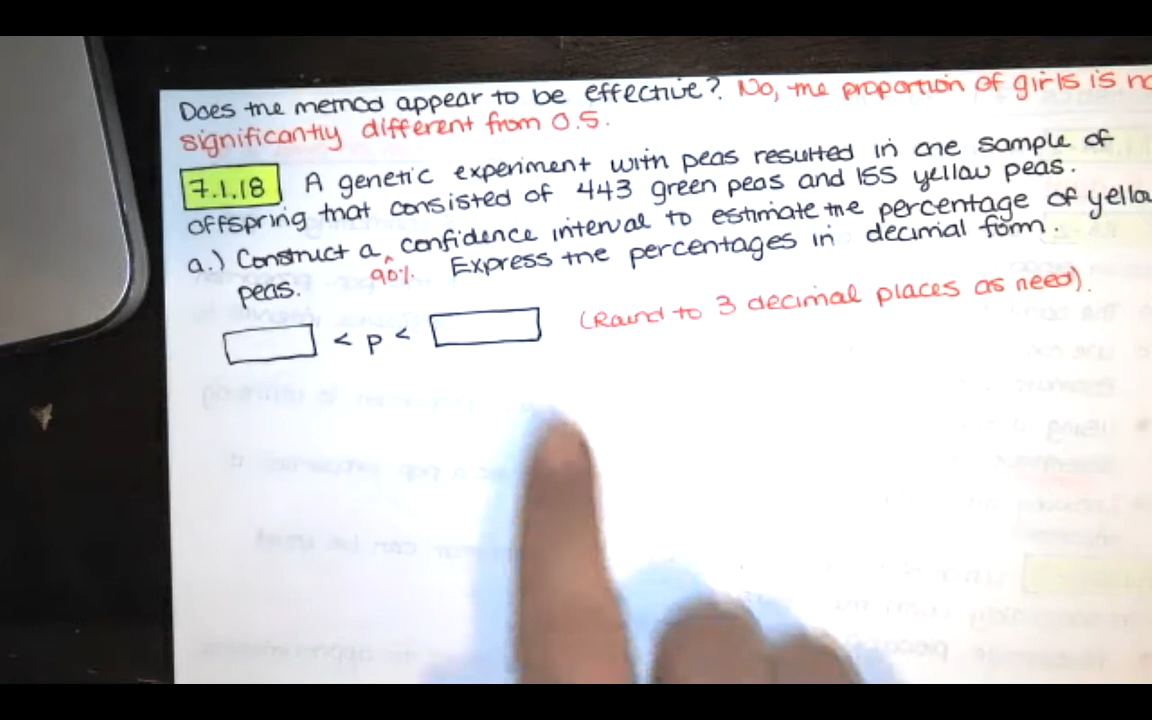 Does the method appear to be effective? No, the proportion of girls is
significantly different from 0.5.
7.1.18 A genetic experiment with peas resulted in one sample of
offspring that consisted of 443 green peas and 155 yellow peas.
a.) Construct a ^ confidence interval to estimate the percentage of
90% peas. Express the percentages in decimal form.
< p < (Round to 3 decimal places as need).